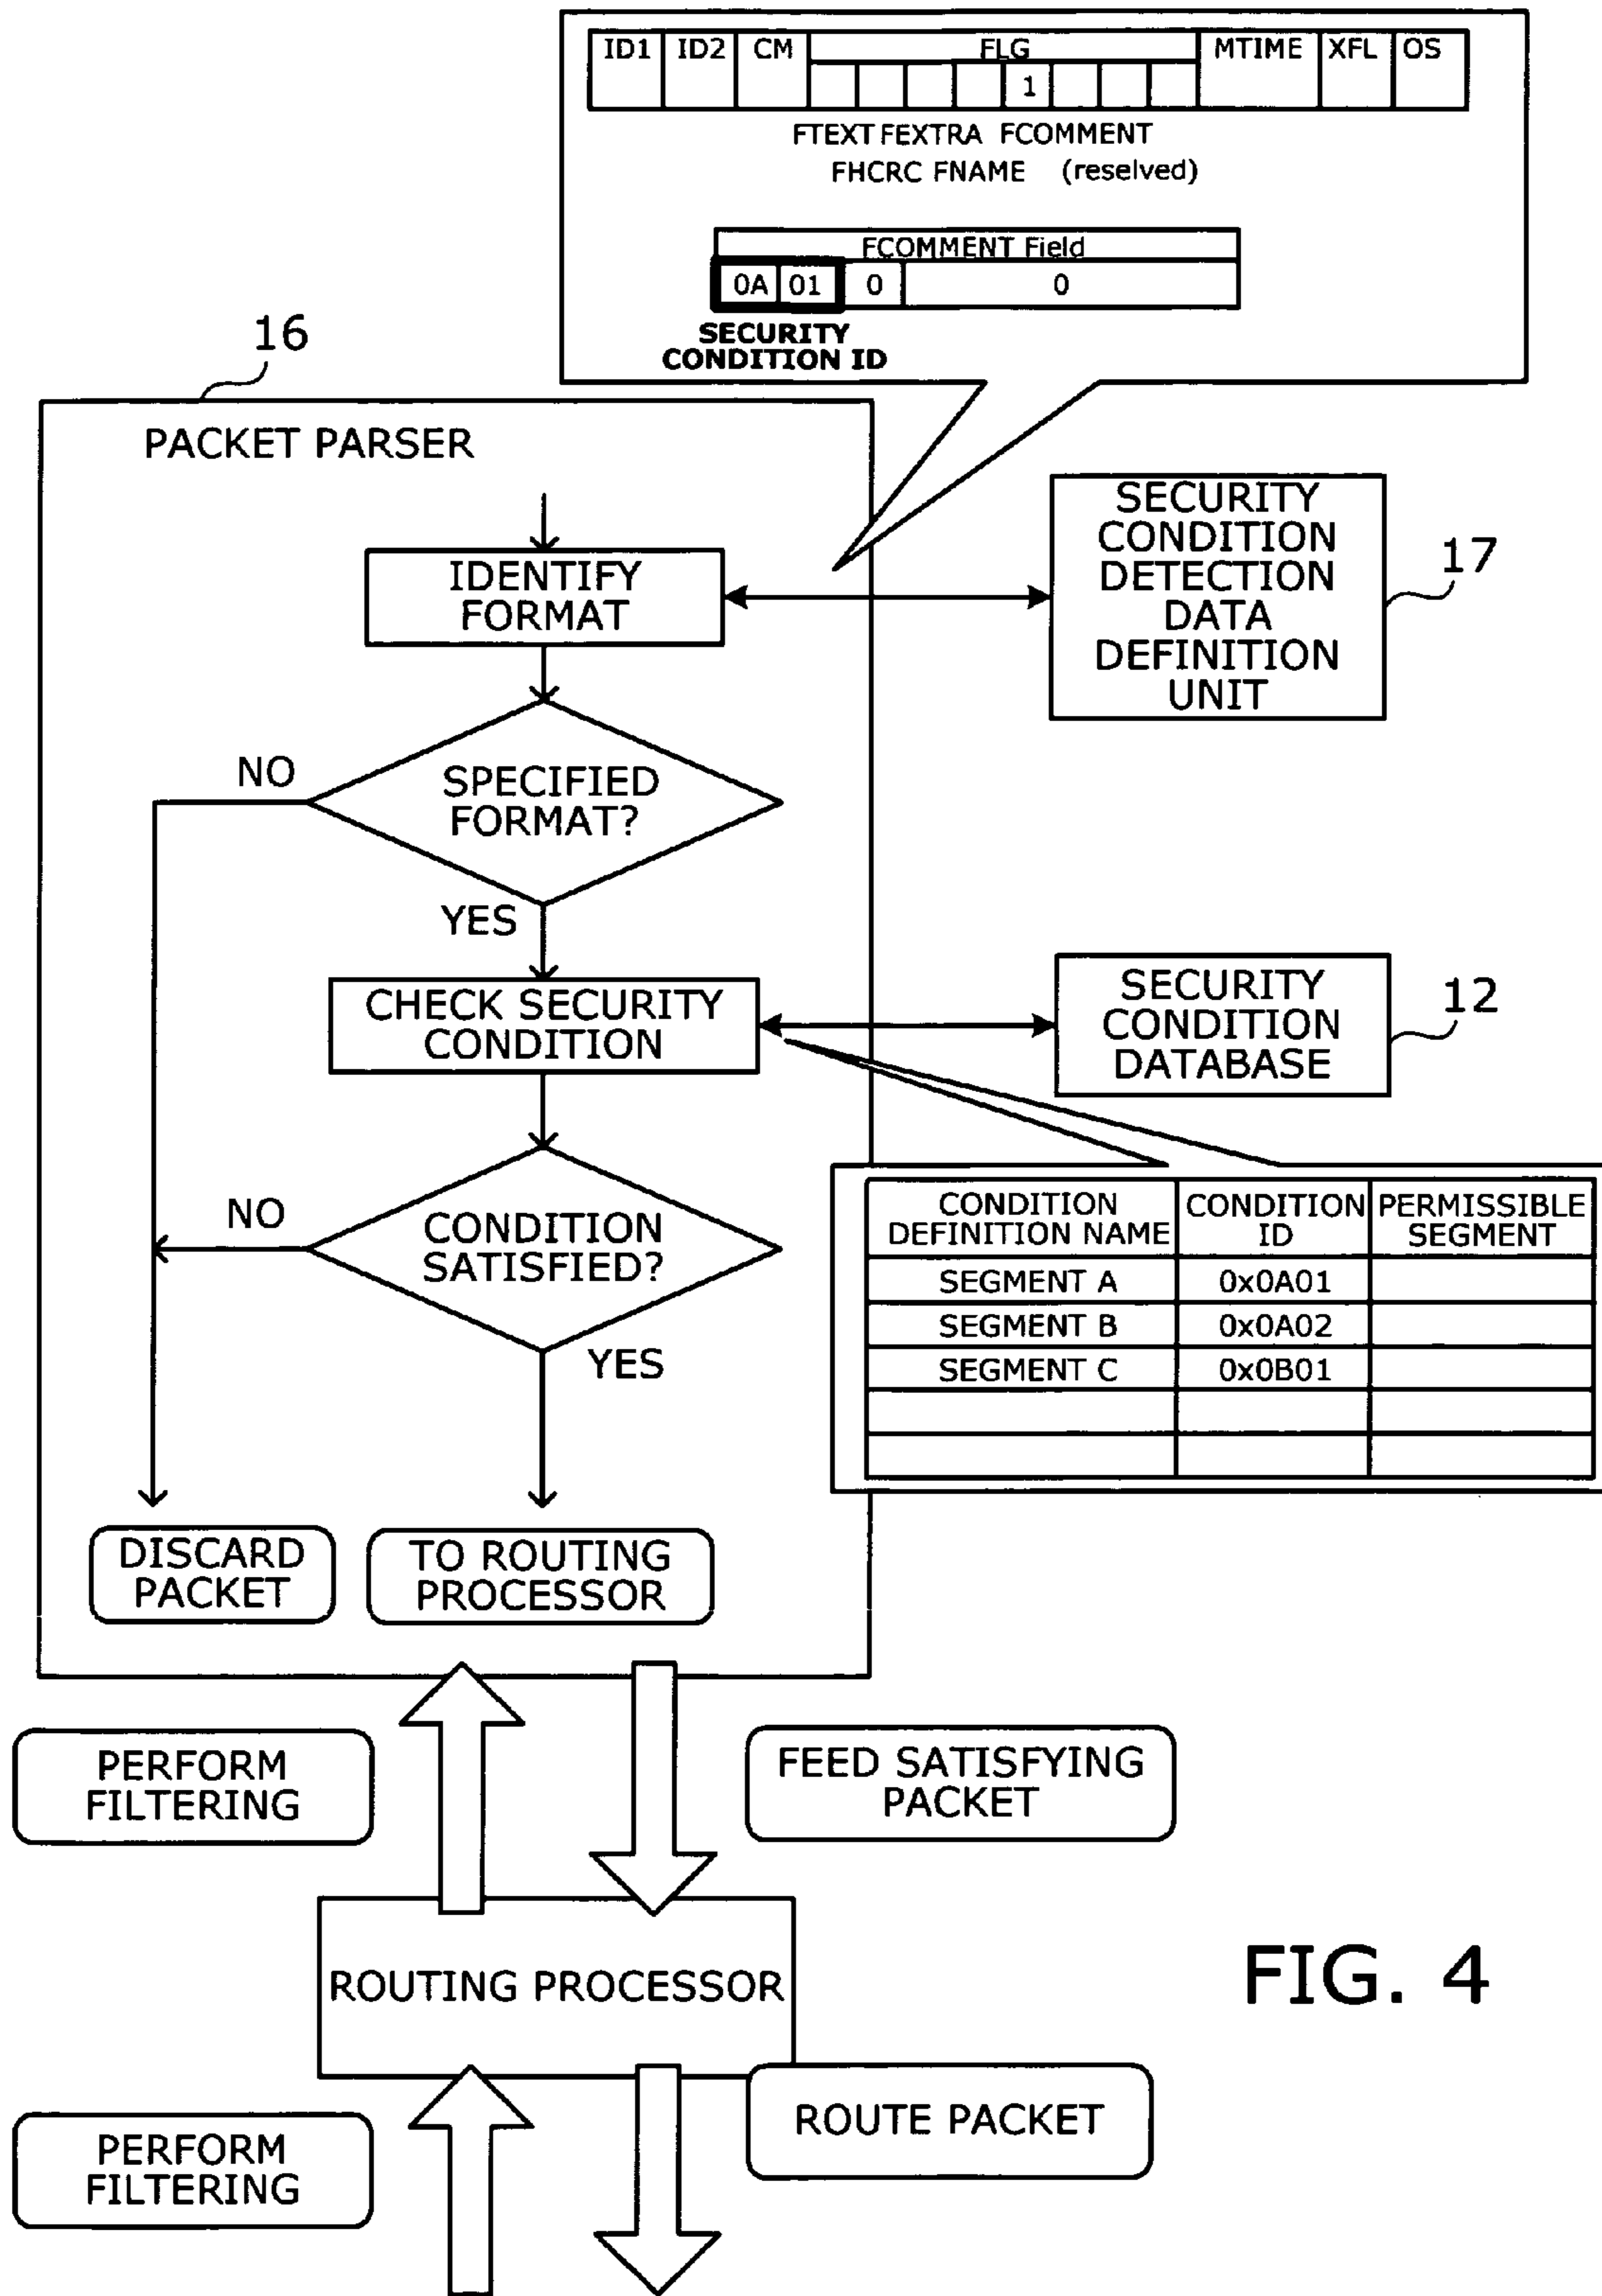 ID1 ID2 CM FLG MTIME XFL OS
1
FTEXT FEXTRA FCOMMENT
FHCRC FNAME (reselved)
FCOMMENT Field
0A 01 0 0
SECURITY
CONDITION ID
16
PACKET PARSER
IDENTIFY
FORMAT
SECURITY
CONDITION
DETECTION
DATA
DEFINITION
UNIT
17
SPECIFIED
FORMAT?
NO
YES
CHECK SECURITY
CONDITION
SECURITY
CONDITION
DATABASE
12
CONDITION
SATISFIED?
NO
YES
CONDITION
DEFINITION NAME
CONDITION
ID
PERMISSIBLE
SEGMENT
SEGMENT A 0x0A01
SEGMENT B 0x0A02
SEGMENT C 0x0B01
DISCARD
PACKET
TO ROUTING
PROCESSOR
PERFORM
FILTERING
FEED SATISFYING
PACKET
ROUTING PROCESSOR
FIG. 4
PERFORM
FILTERING
ROUTE PACKET